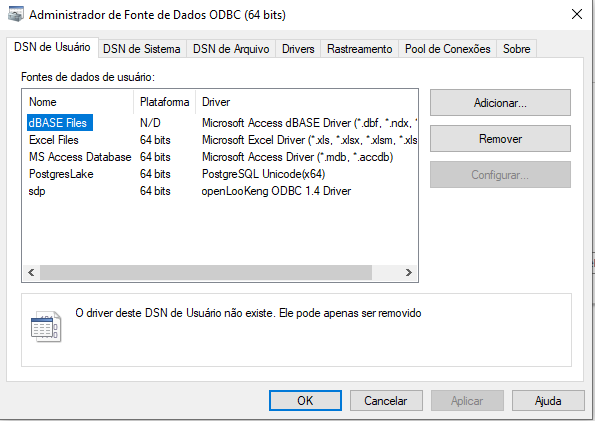 Administrador de Fonte de Dados ODBC (64 bits)
DSN de Usuário DSN de Sistema DSN de Arquivo Drivers Rastreamento Pool de Conexões Sobre
Fontes de dados de usuário:
Nome Plataforma Driver
dBASE Files N/D Microsoft Access dBASE Driver (*.dbf, *.ndx, *
Excel Files 64 bits Microsoft Excel Driver (*.xls, *.xlsx, *.xlsm, *.xls
MS Access Database 64 bits Microsoft Access Driver (*.mdb, *.accdb)
PostgresLake 64 bits PostgreSQL Unicode(x64)
sdp 64 bits openLooKeng ODBC 1.4 Driver
Adicionar...
Remover
Configurar...
O driver deste DSN de Usuário não existe. Ele pode apenas ser removido
OK Cancelar Aplicar Ajuda